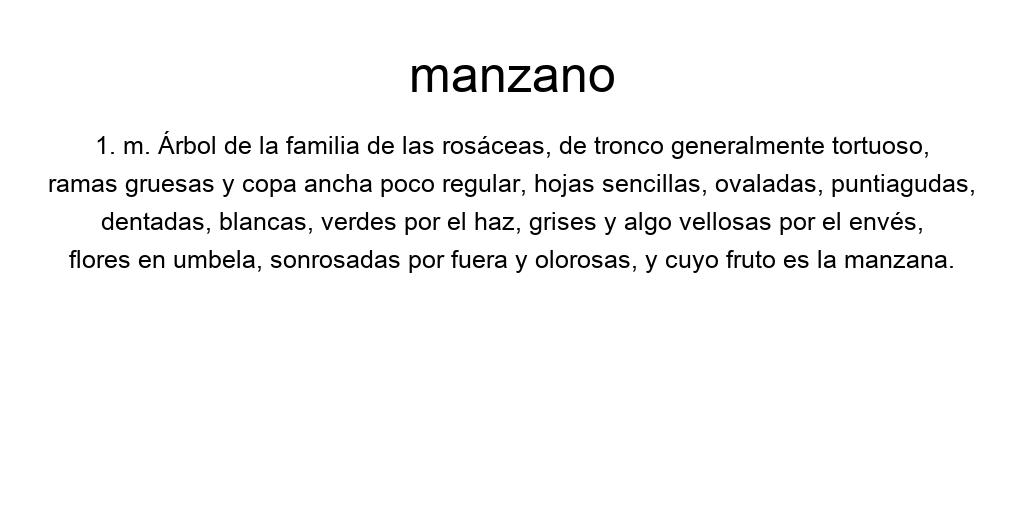 manzano
1. m. Árbol de la familia de las rosáceas, de tronco generalmente tortuoso,
ramas gruesas y copa ancha poco regular, hojas sencillas, ovaladas, puntiagudas,
dentadas, blancas, verdes por el haz, grises y algo vellosas por el envés,
flores en umbela, sonrosadas por fuera y olorosas, y cuyo fruto es la manzana.